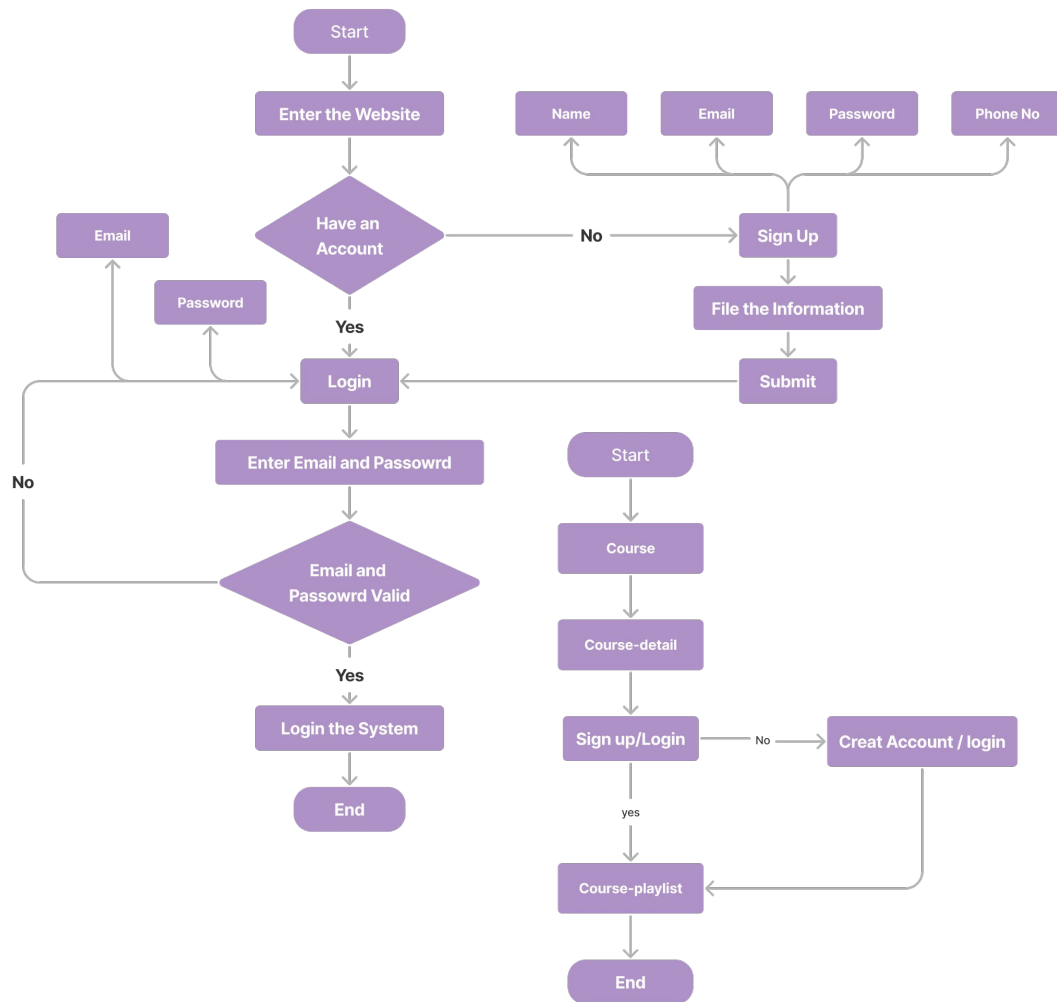 Start
Enter the Website
Name
Email
Password
Phone No
Have an
Account
No
Sign Up
Email
Password
File the Information
Yes
Login
Submit
Enter Email and Passowrd
No
Start
Course
Email and
Passowrd Valid
Course-detail
Yes
Login the System
Sign up/Login
No
Creat Account / login
End
yes
Course-playlist
End